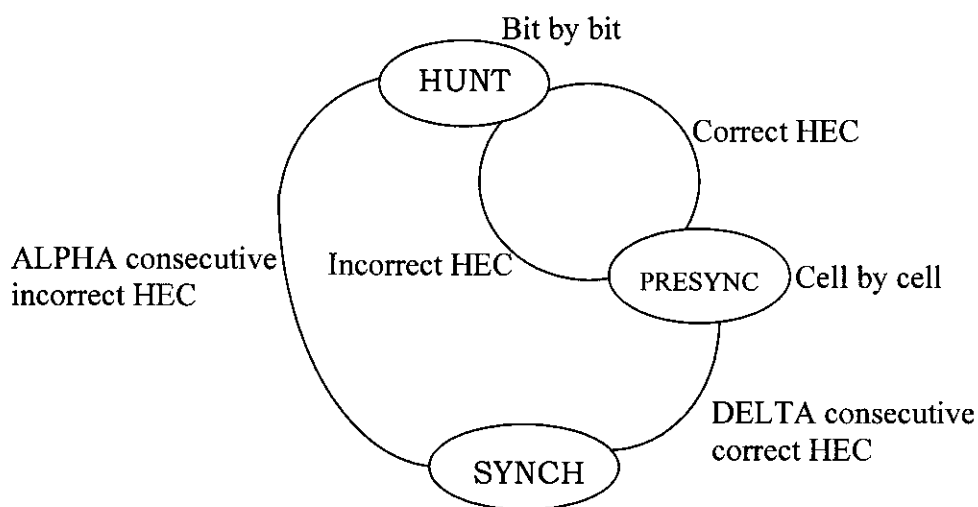 Bit by bit
HUNT
Correct HEC
ALPHA consecutive
incorrect HEC
Incorrect HEC
PRESYNC
Cell by cell
DELTA consecutive
correct HEC
SYNCH